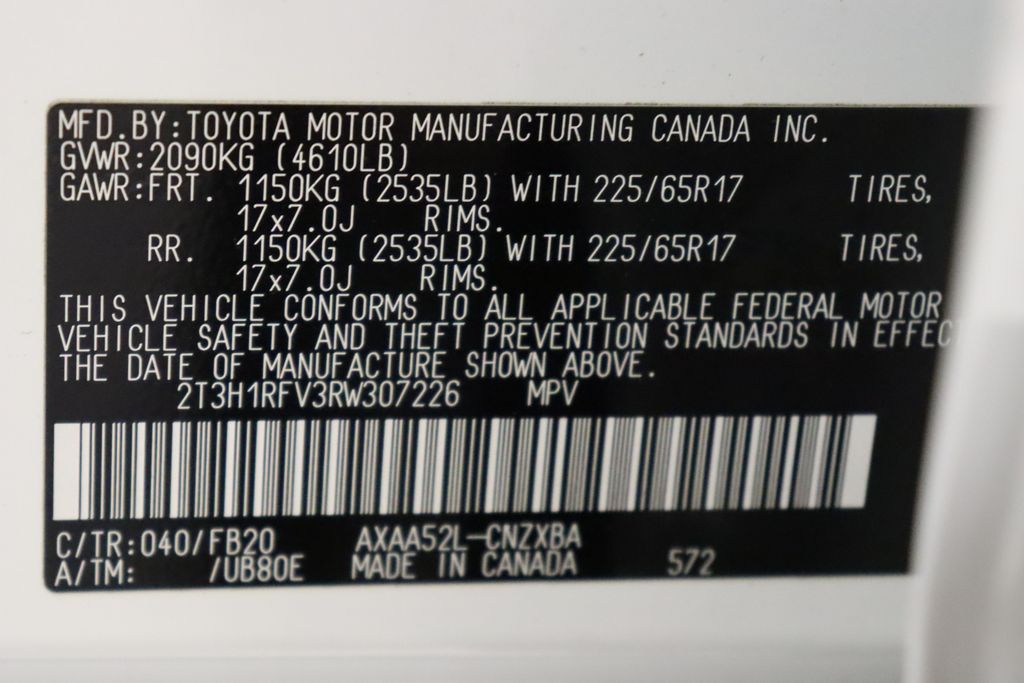 MFD.BY:TOYOTA MOTOR MANUFACTURING CANADA INC.
GVWR:2090KG (4610LB)
GAWR:FRT. 1150KG (2535LB) WITH 225/65R17 TIRES,
17x7.0J RIMS.
RR. 1150KG (2535LB) WITH 225/65R17 TIRES,
17x7.0J RIMS.
THIS VEHICLE CONFORMS TO ALL APPLICABLE FEDERAL MOTOR
VEHICLE SAFETY AND THEFT PREVENTION STANDARDS IN EFFEC
THE DATE OF MANUFACTURE SHOWN ABOVE.
2T3H1RFV3RW307226 MPV
C/TR:040/FB20 AXAA52L-CNZXBA
A/TM: /UB80E MADE IN CANADA 572